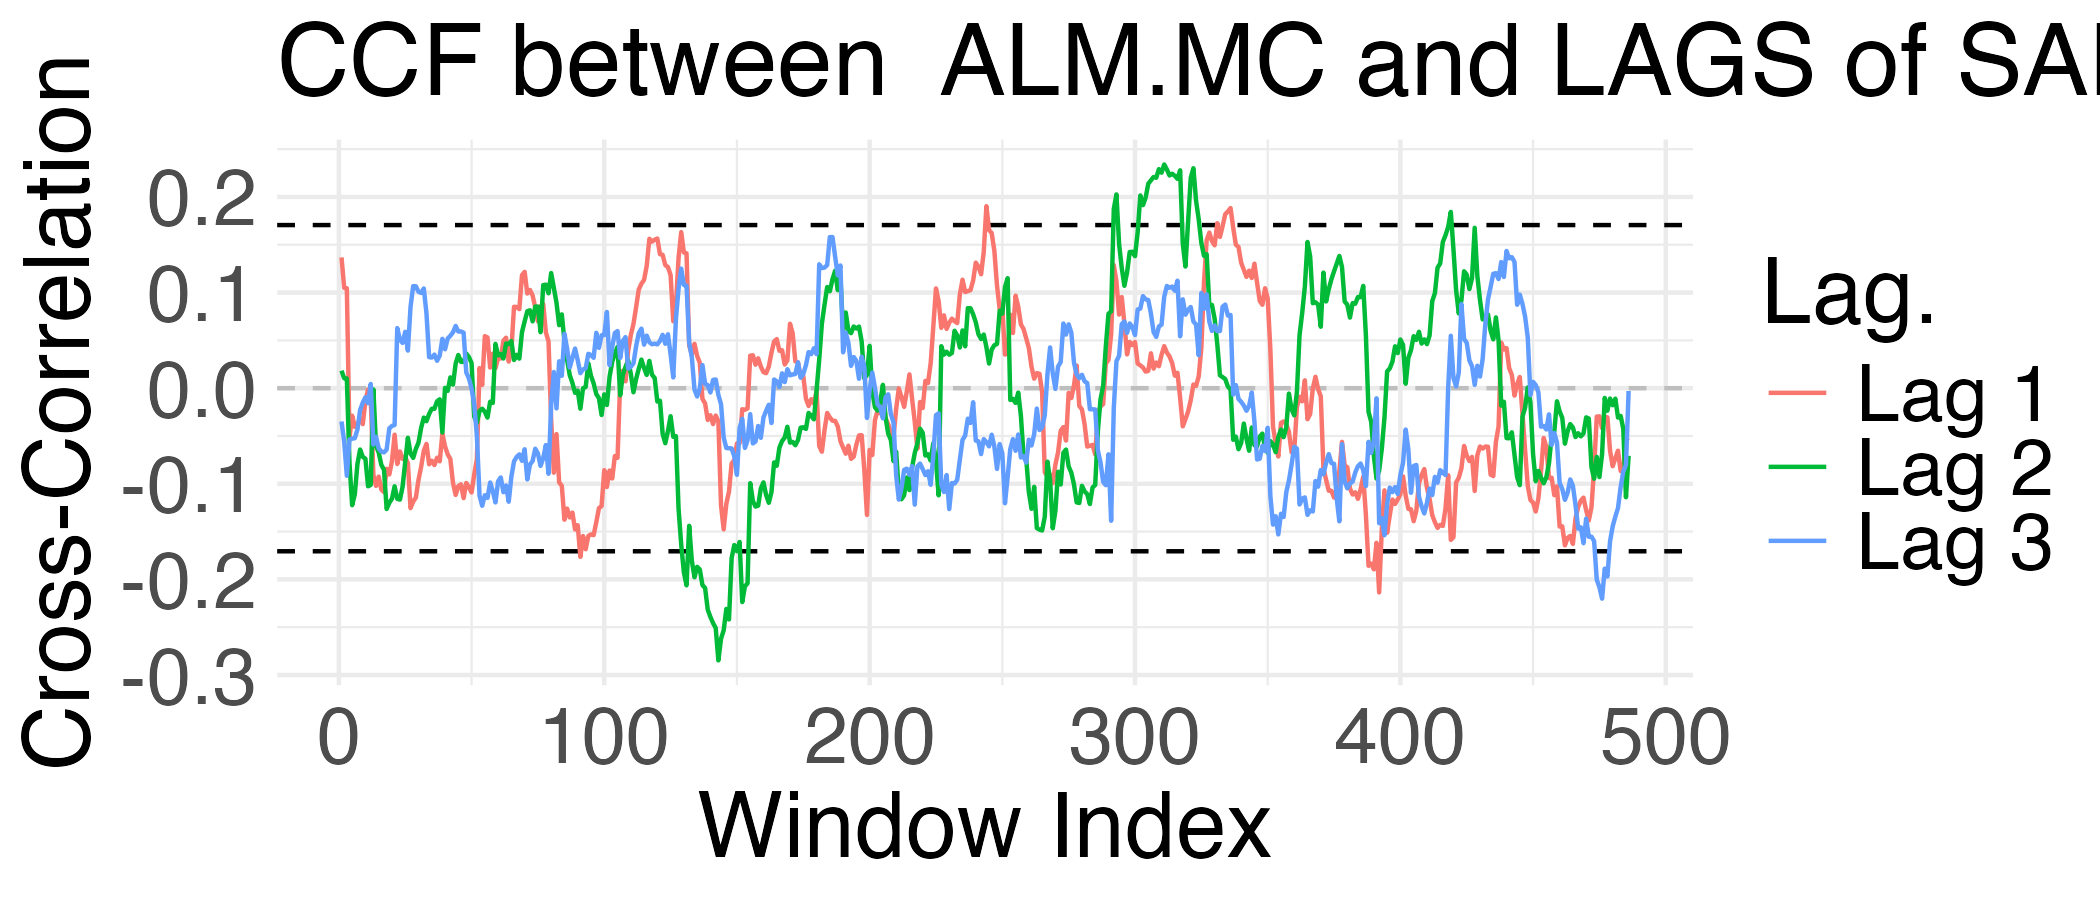 CCF between ALM.MC and LAGS of
Cross-Correlation
0.2
0.1
0.0
-0.1
-0.2
-0.3
0 100 200 300 400 500
Window Index
Lag.
Lag 1
Lag 2
Lag 3